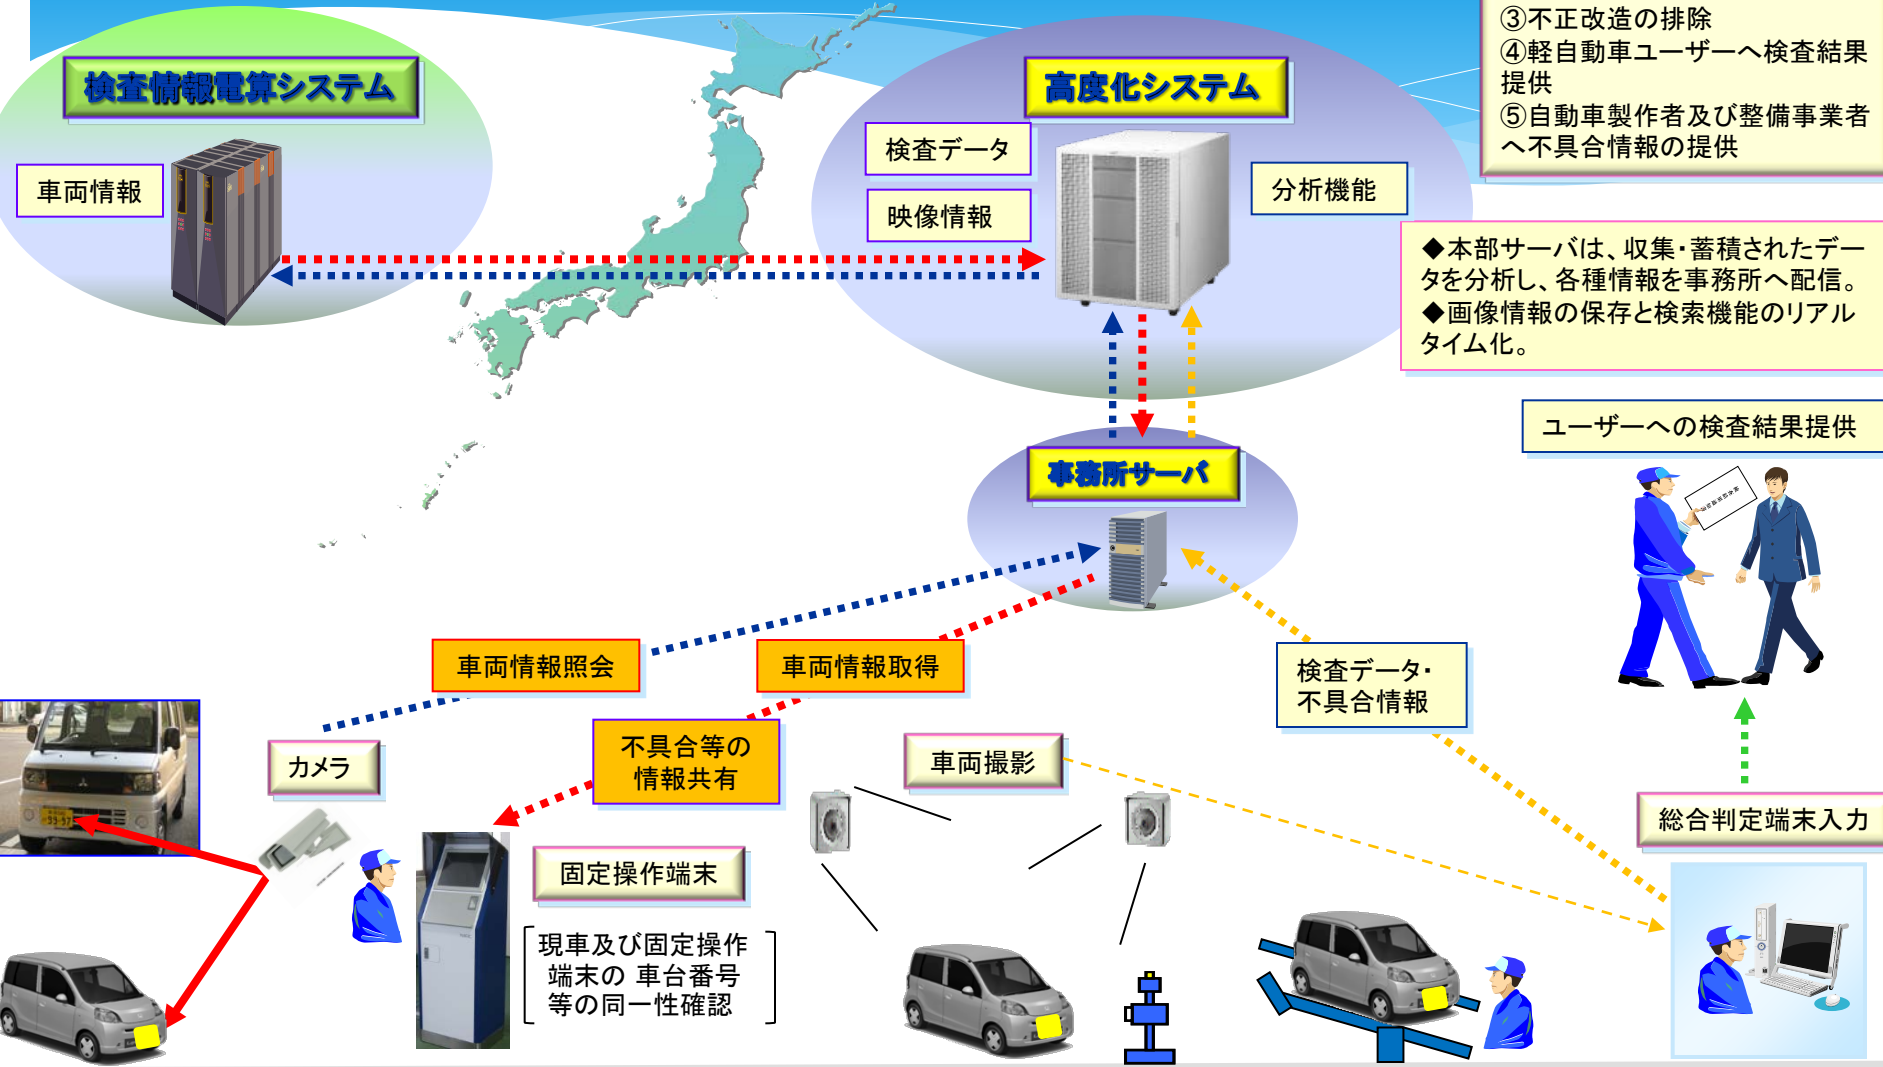 ③不正改造の排除
④軽自動車ユーザーへ検査結果
提供
⑤自動車製作者及び整備事業者
へ不具合情報の提供
検査情報電算システム
高度化システム
検査データ
車両情報
分析機能
映像情報
◆本部サーバは、収集・蓄積されたデー
タを分析し、各種情報を事務所へ配信。
◆画像情報の保存と検索機能のリアル
タイム化。
ユーザーへの検査結果提供
事務所サーバ
車両情報照会
車両情報取得
検査データ・
不具合情報
不具合等の
情報共有
カメラ
車両撮影
総合判定端末入力
固定操作端末
現車及び固定操作
端末の 車台番号
等の同一性確認